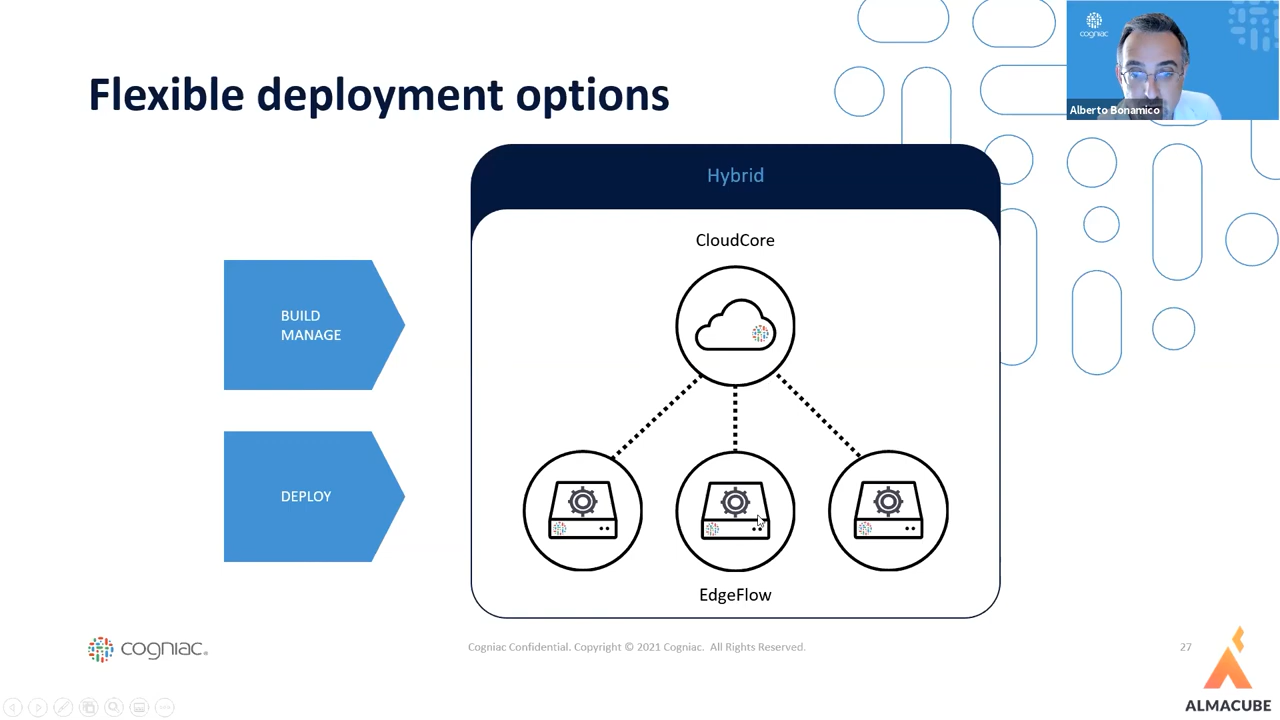 cogniac
Alberto Bonamico
Flexible deployment options
Hybrid
CloudCore
BUILD
MANAGE
DEPLOY
EdgeFlow
cogniac
Cogniac Confidential. Copyright © 2021 Cogniac. All Rights Reserved.
27
ALMACUBE